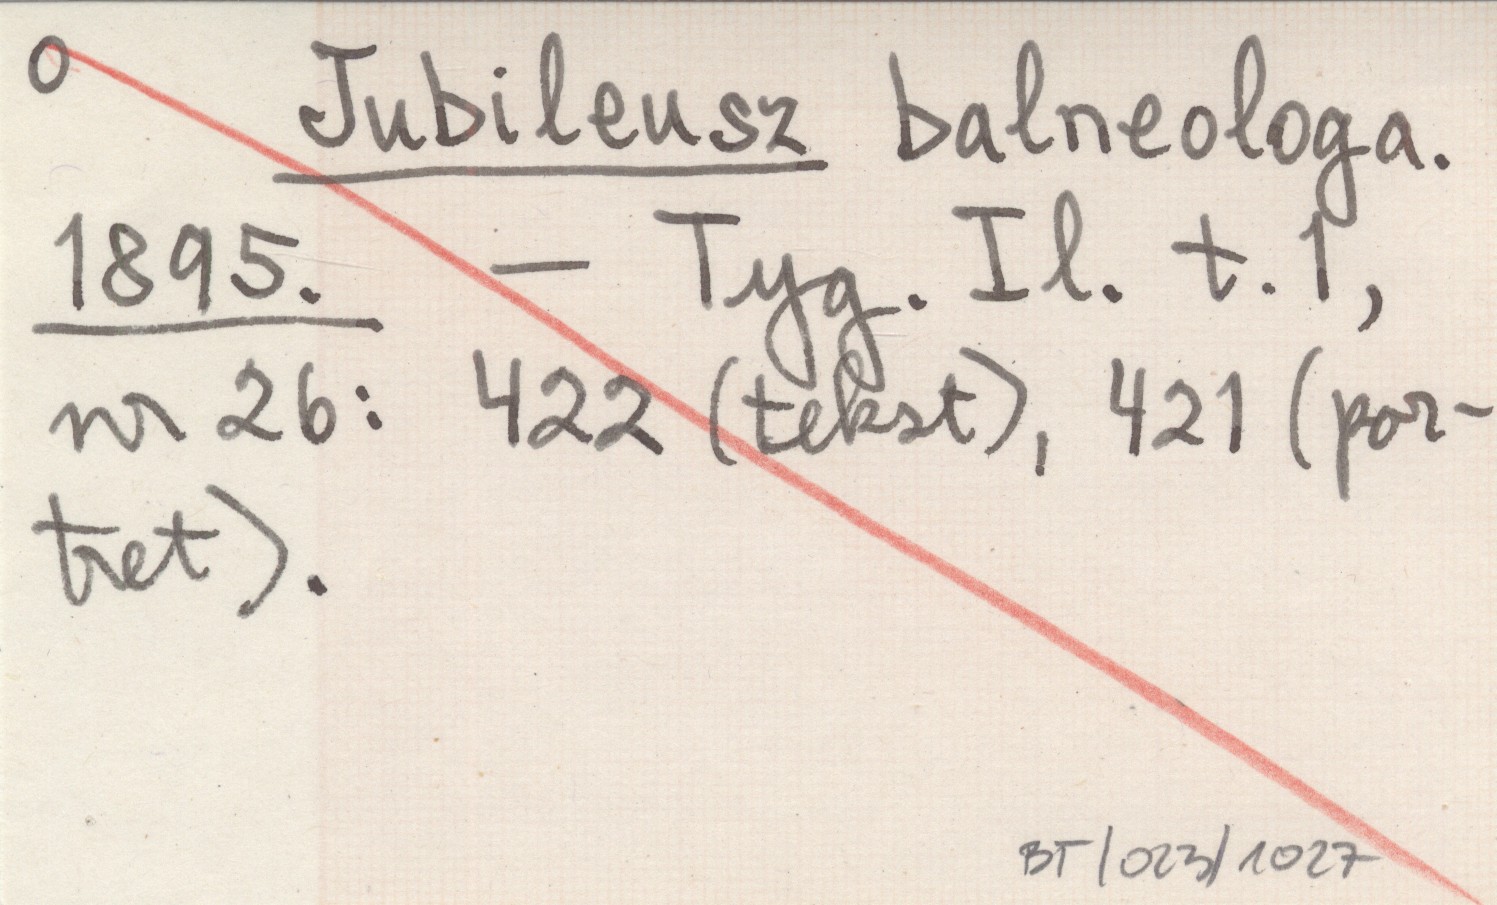 O
Jubileusz balneologa.
1895. — Tyg. Il. t. 1,
nr 26: 422 (tekst), 421 (por-
tret).
BT/023/1027